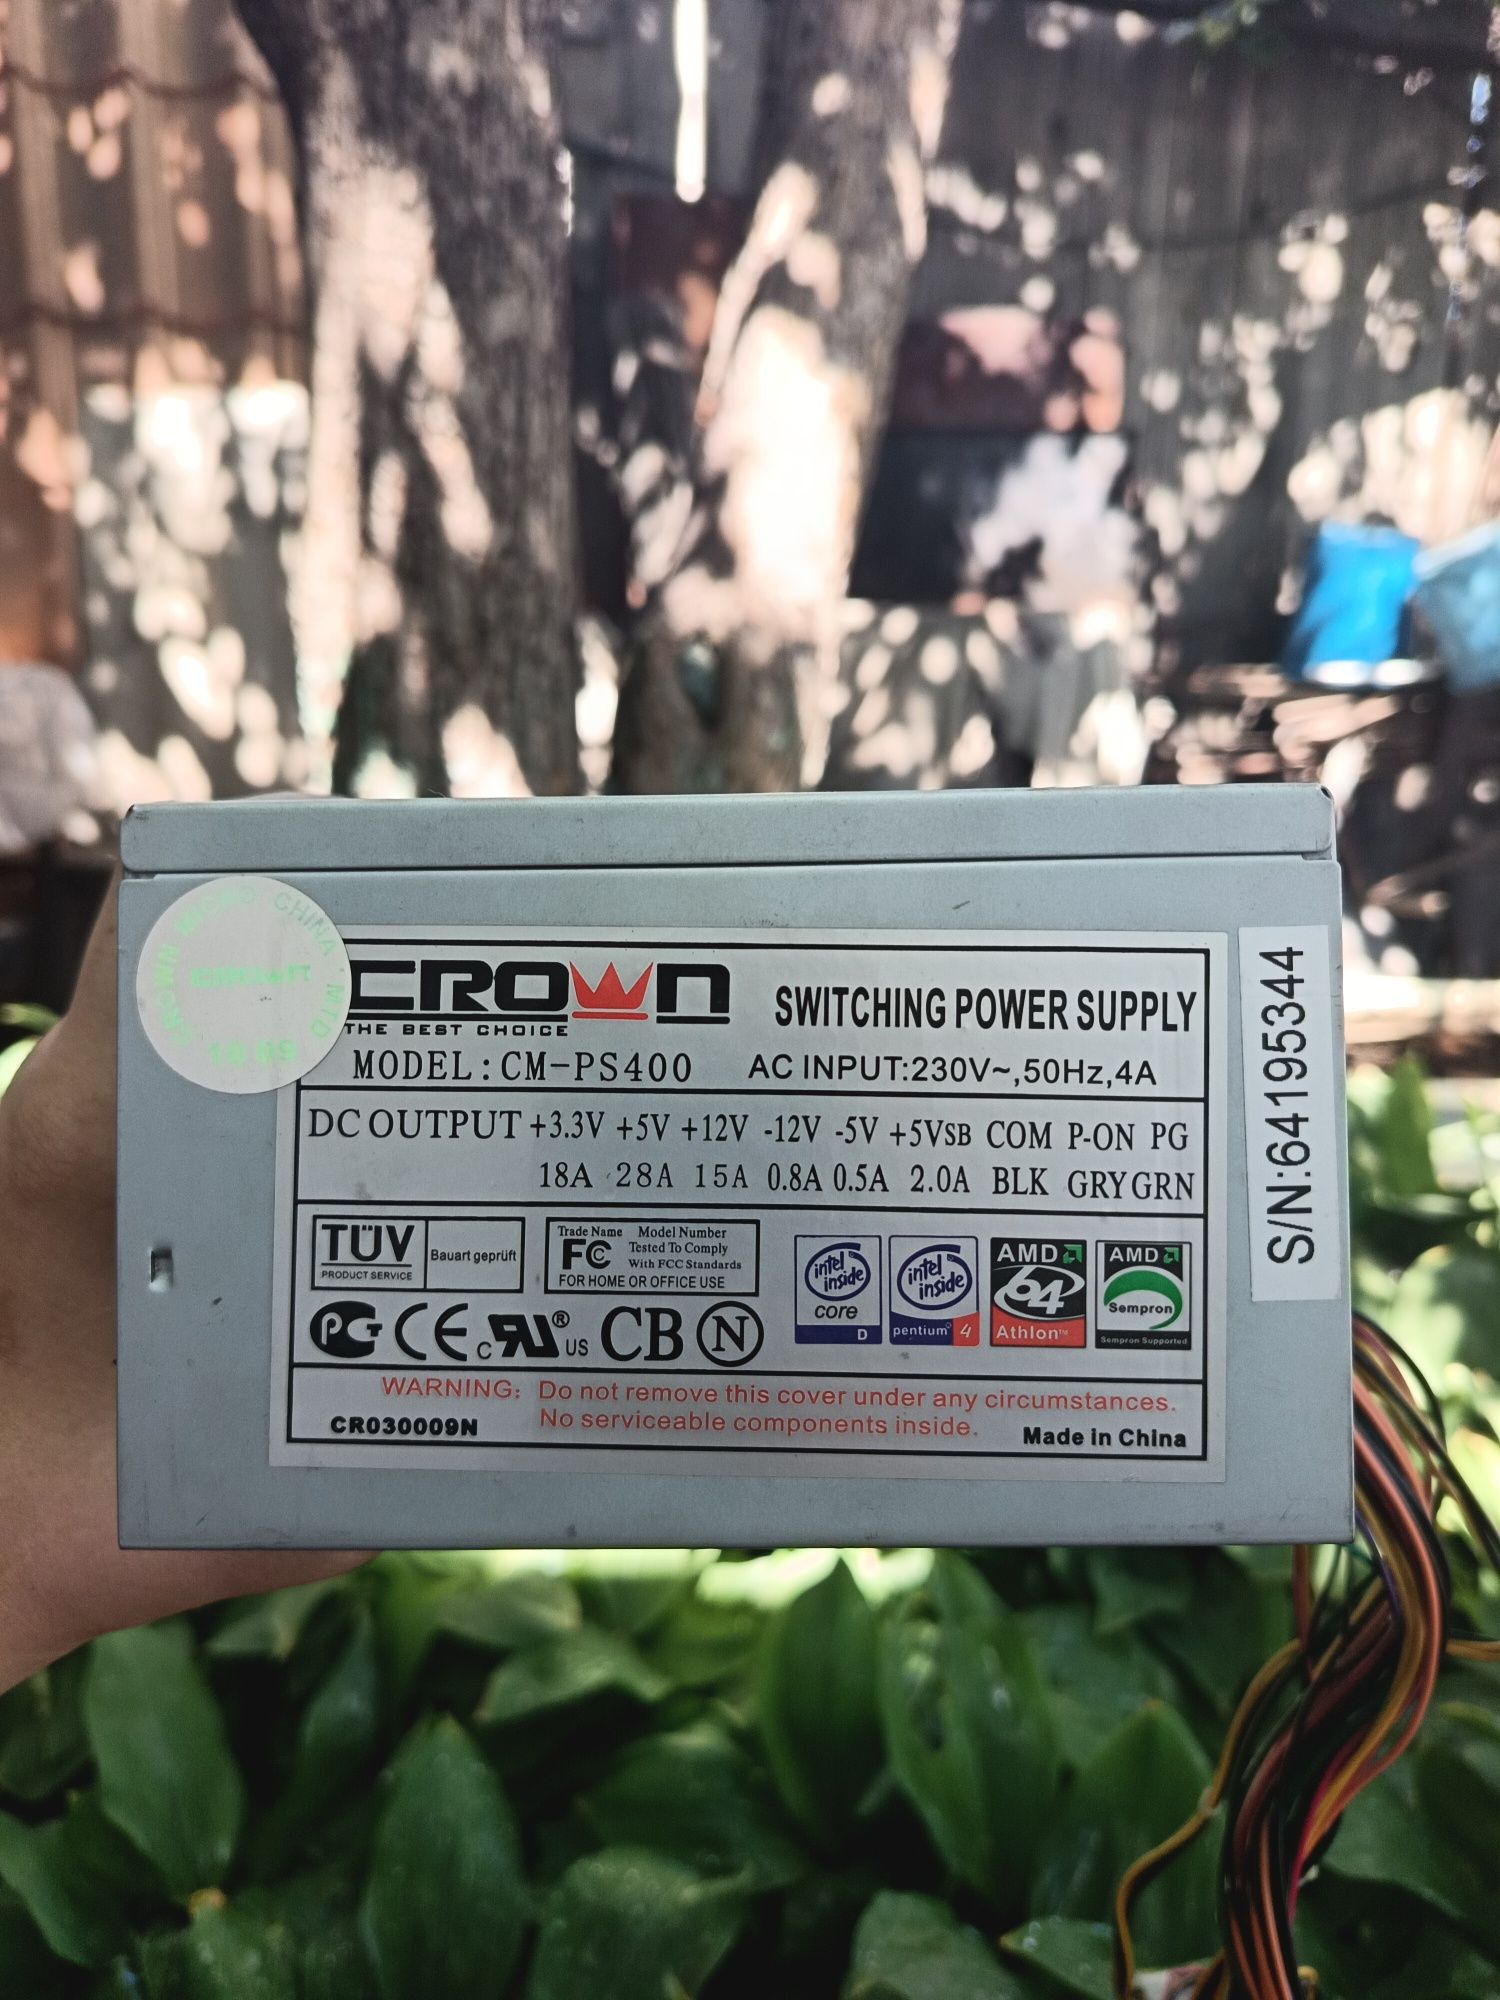 CROWN MICRO CHINA MTD
CROWN
10 09
CROWN
THE BEST CHOICE
SWITCHING POWER SUPPLY
MODEL: CM-PS400
AC INPUT:230V~,50Hz,4A
DC OUTPUT +3.3V +5V +12V -12V -5V +5VSB COM P-ON PG
18A 28A 15A 0.8A 0.5A 2.0A BLK GRY GRN
TÜV
PRODUCT SERVICE
Bauart geprüft
Trade Name Model Number
FC Tested To Comply
With FCC Standards
FOR HOME OR OFFICE USE
intel inside
core
D
intel inside
pentium® 4
AMD
64
Athlon™
AMD
Sempron
Sempron Supported
PG CE c RU ® US CB N
WARNING: Do not remove this cover under any circumstances.
No serviceable components inside.
CR030009N
Made in China
S/N:64195344